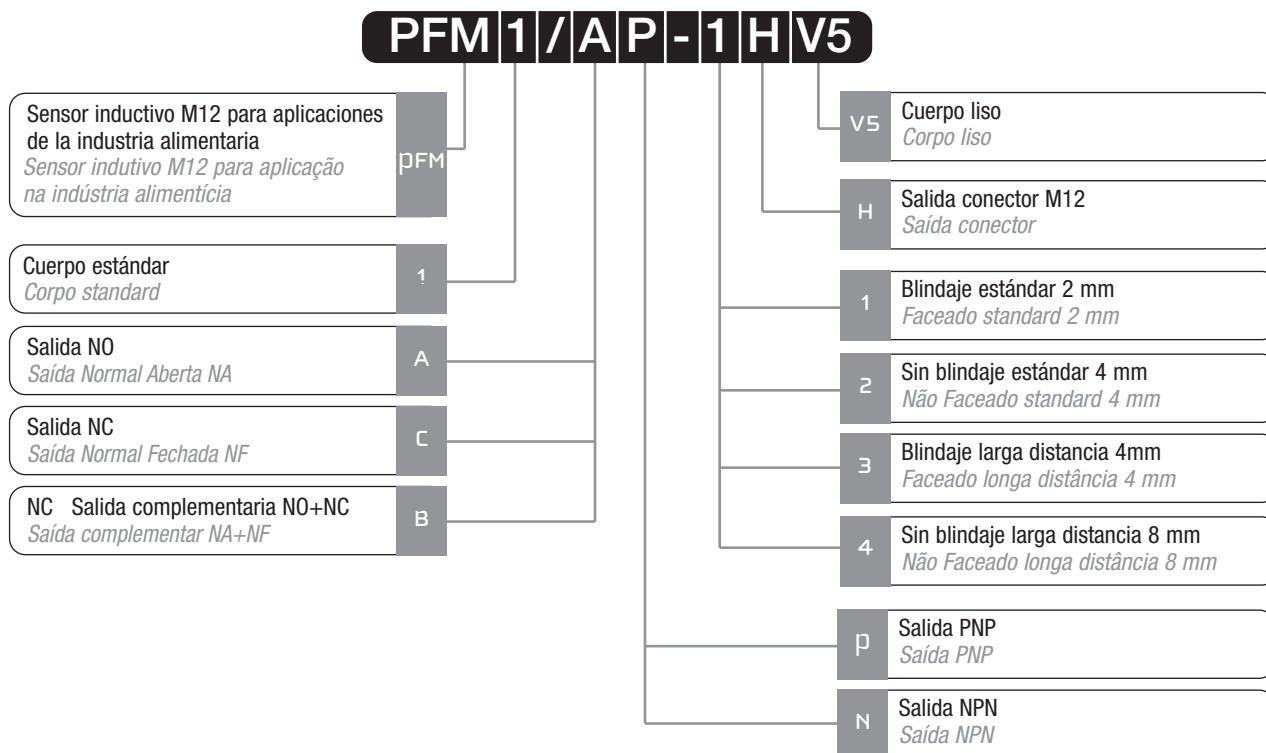 PFM1/AP-1HV5
Sensor inductivo M12 para aplicaciones
de la industria alimentaria
Sensor indutivo M12 para aplicação
na indústria alimentícia
PFM
Cuerpo estándar
Corpo standard
1
Salida NO
Saída Normal Aberta NA
A
Salida NC
Saída Normal Fechada NF
C
NC Salida complementaria NO+NC
Saída complementar NA+NF
B
V5
Cuerpo liso
Corpo liso
H
Salida conector M12
Saída conector
1
Blindaje estándar 2 mm
Faceado standard 2 mm
2
Sin blindaje estándar 4 mm
Não Faceado standard 4 mm
3
Blindaje larga distancia 4mm
Faceado longa distância 4 mm
4
Sin blindaje larga distancia 8 mm
Não Faceado longa distância 8 mm
P
Salida PNP
Saída PNP
N
Salida NPN
Saída NPN